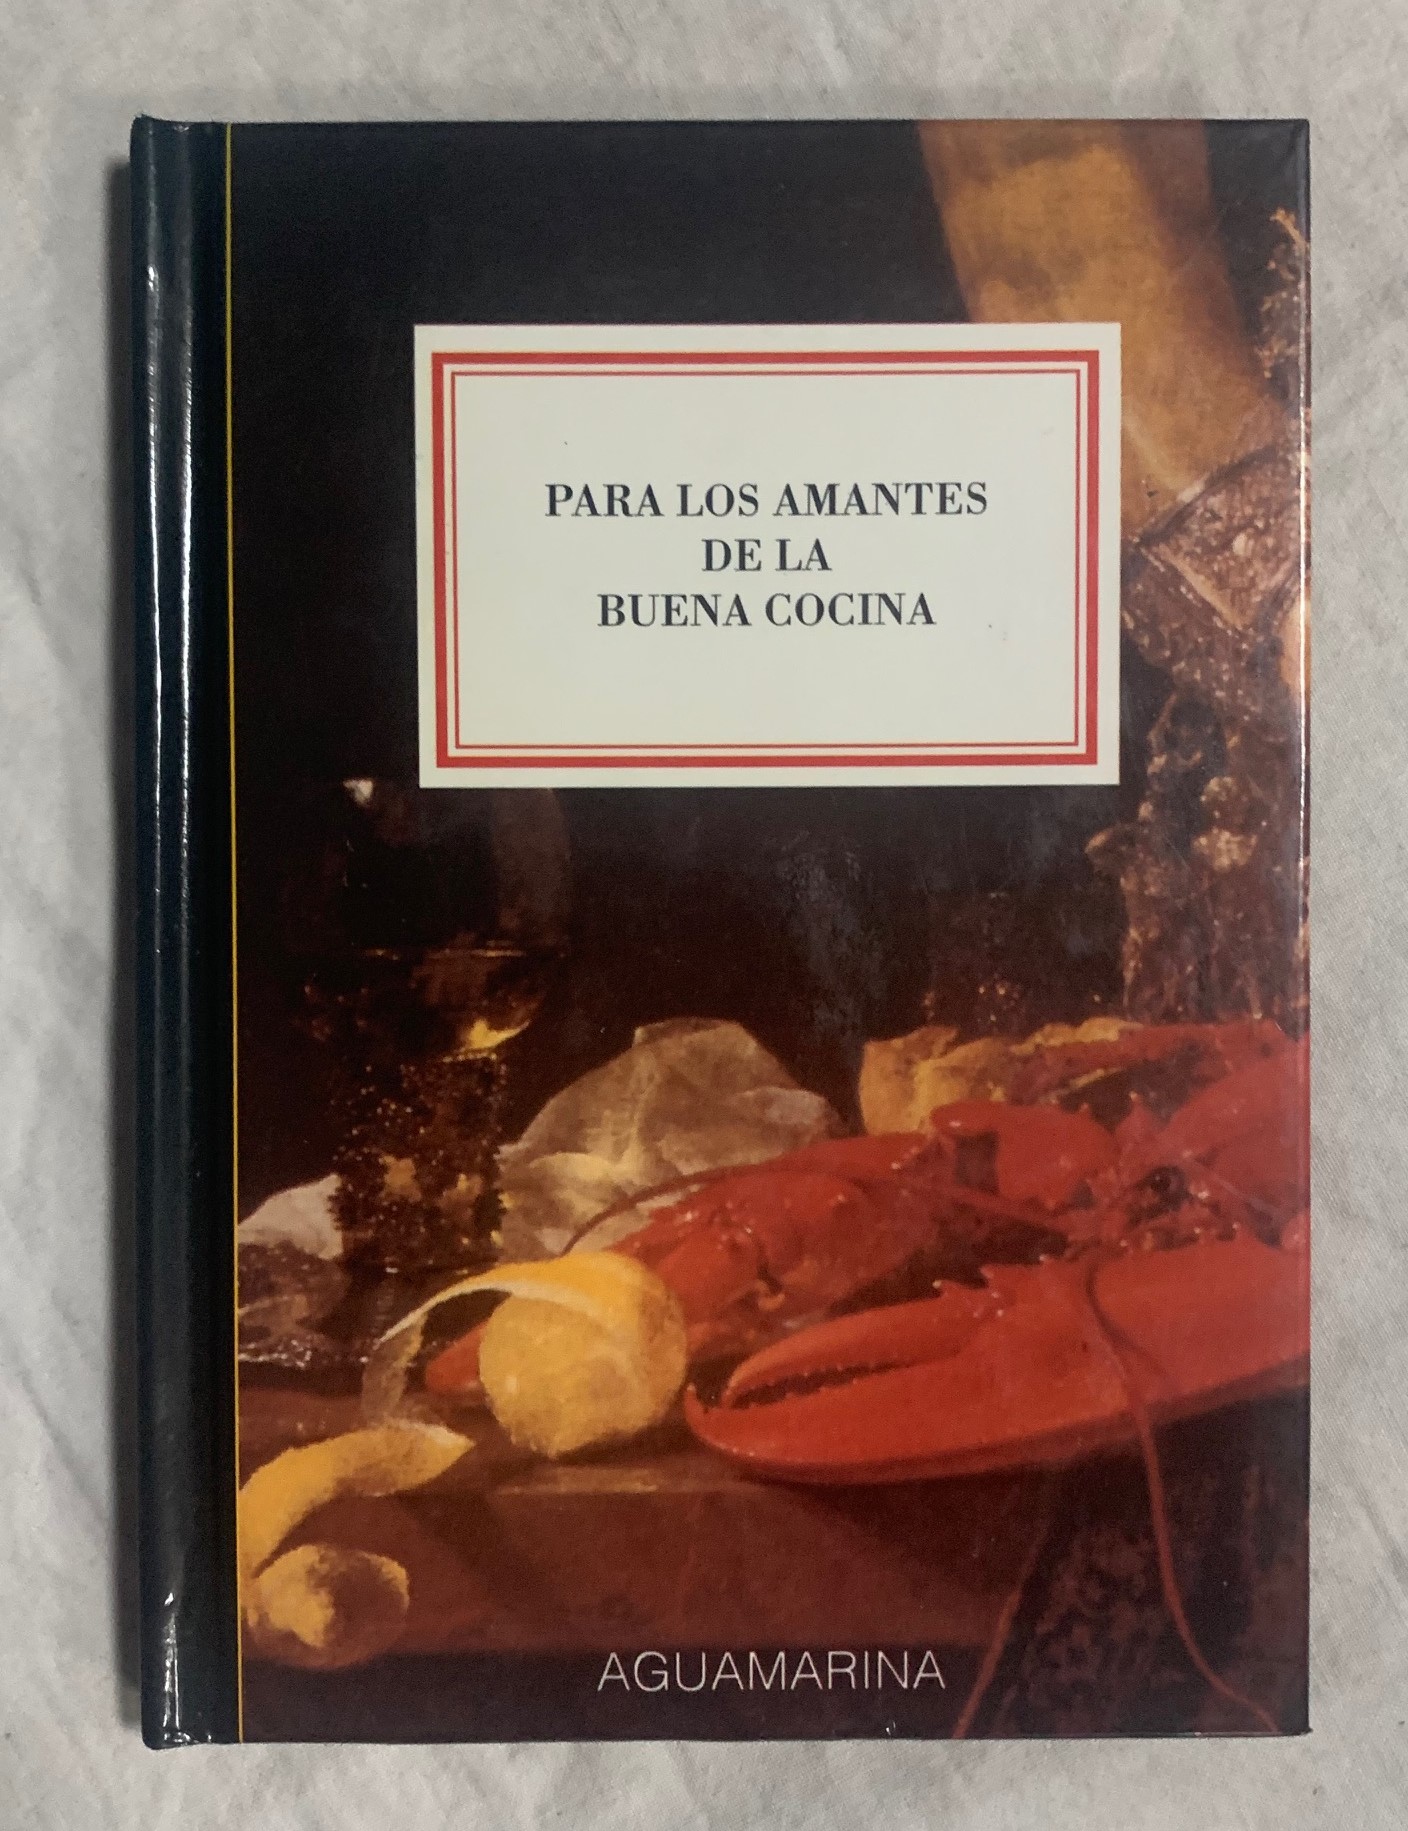 PARA LOS AMANTES
DE LA
BUENA COCINA
AGUAMARINA